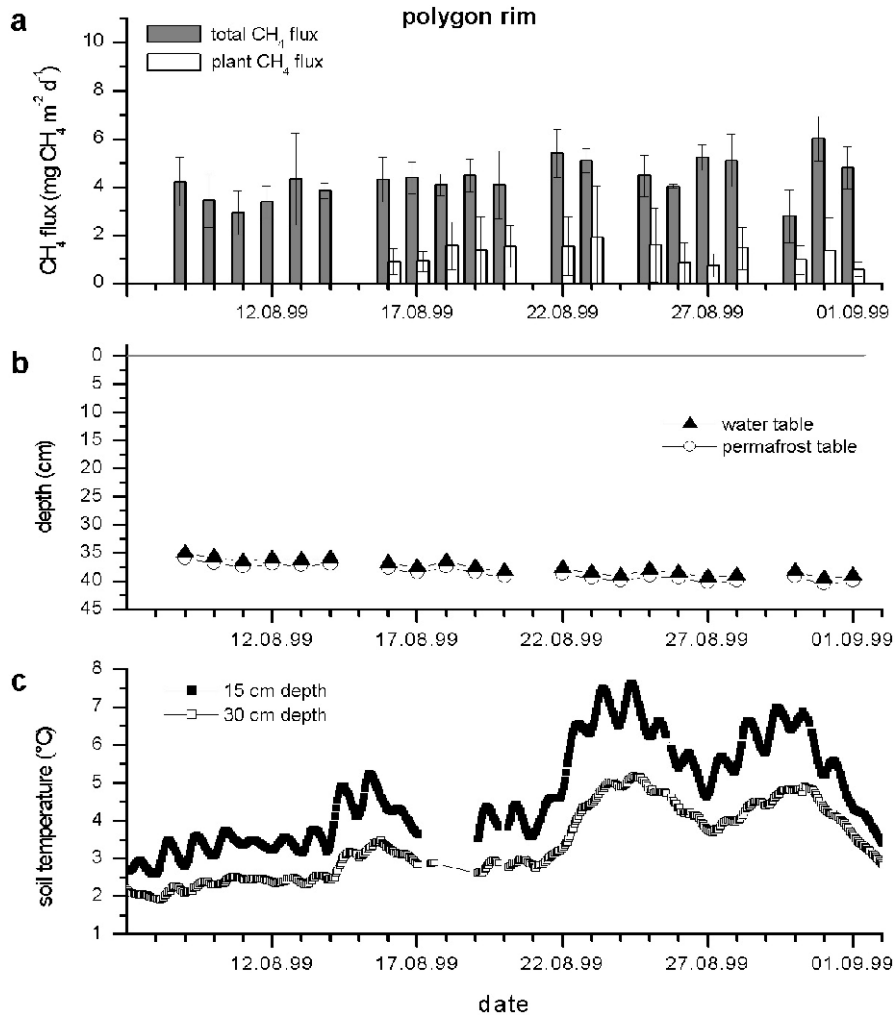 a
polygon rim
total CH₄ flux
plant CH₄ flux
CH₄ flux (mg CH₄ m⁻² d⁻¹)
10
8
6
4
2
0
12.08.99 17.08.99 22.08.99 27.08.99 01.09.99
b
water table
permafrost table
depth (cm)
0
5
10
15
20
25
30
35
40
45
12.08.99 17.08.99 22.08.99 27.08.99 01.09.99
c
15 cm depth
30 cm depth
soil temperature (°C)
8
7
6
5
4
3
2
1
12.08.99 17.08.99 22.08.99 27.08.99 01.09.99
date